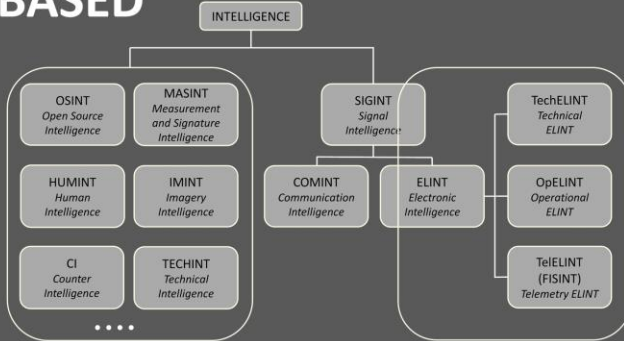 BASED
INTELLIGENCE
OSINT
Open Source
Intelligence
MASINT
Measurement
and Signature
Intelligence
HUMINT
Human
Intelligence
IMINT
Imagery
Intelligence
CI
Counter
Intelligence
TECHINT
Technical
Intelligence
....
SIGINT
Signal
Intelligence
COMINT
Communication
Intelligence
ELINT
Electronic
Intelligence
TechELINT
Technical
ELINT
OpELINT
Operational
ELINT
TelELINT
(FISINT)
Telemetry ELINT